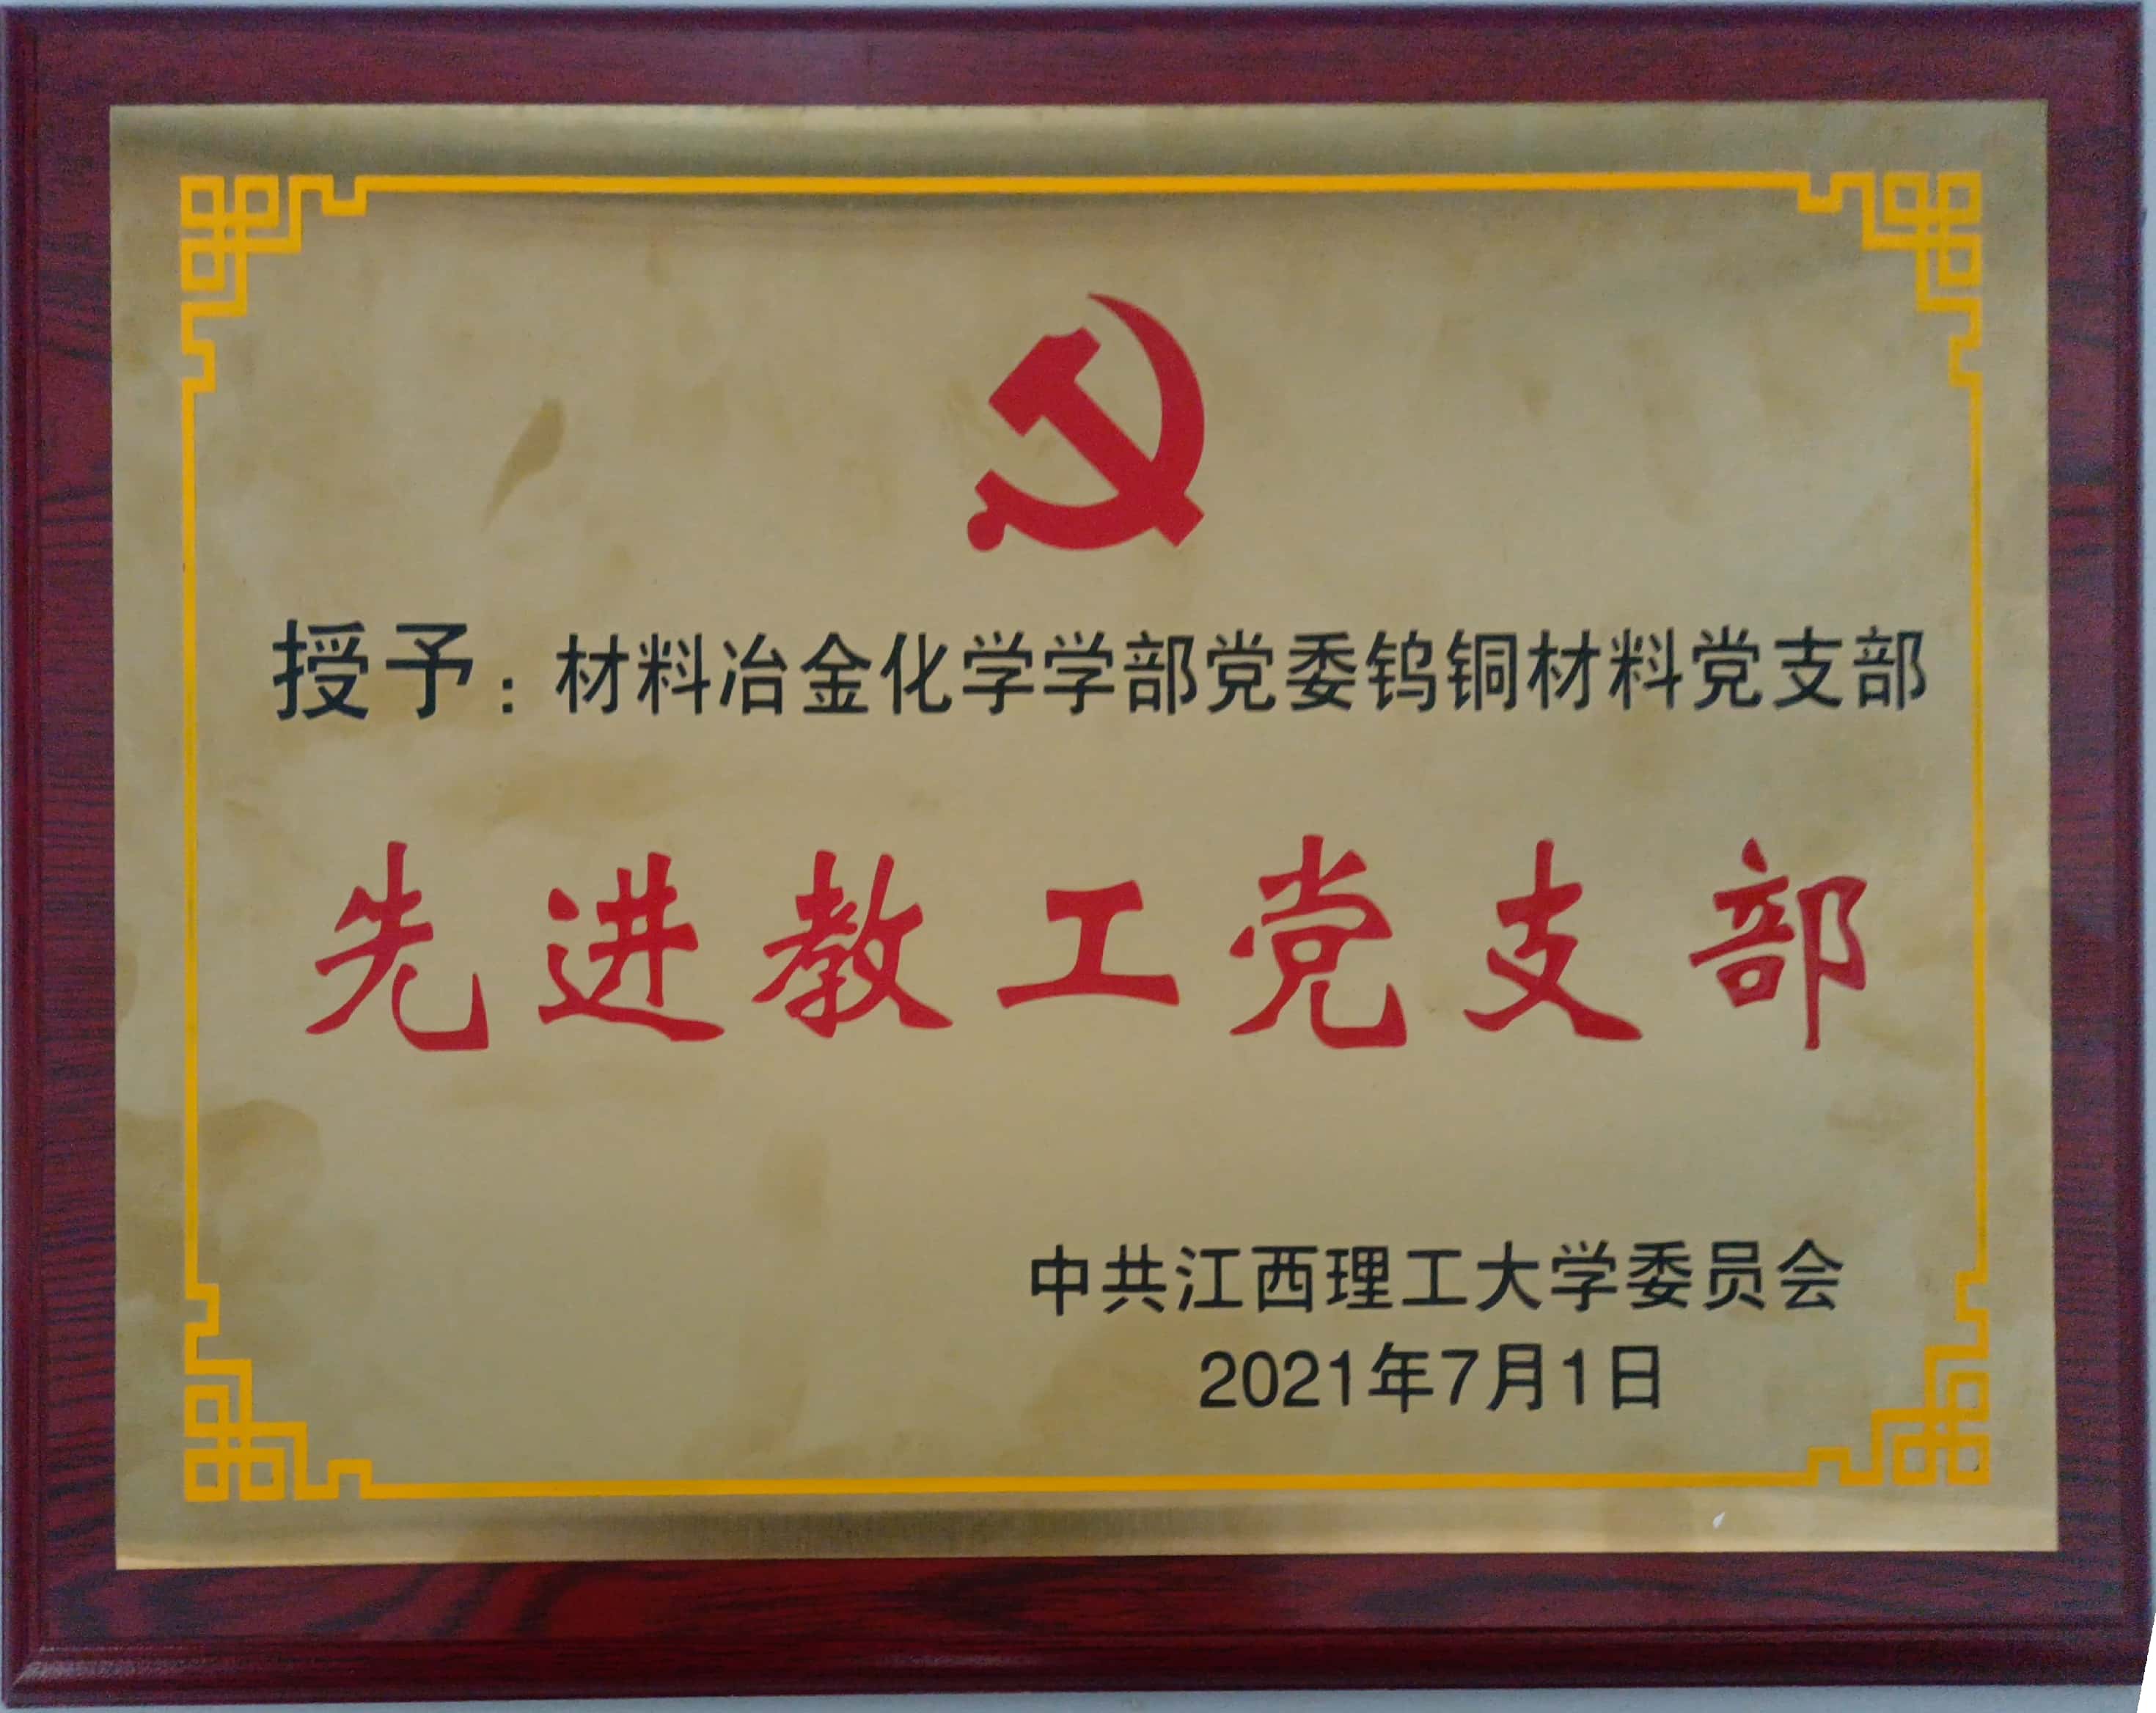 授予：材料冶金化学学部党委钨铜材料党支部
先进教工党支部
中共江西理工大学委员会
2021年7月1日